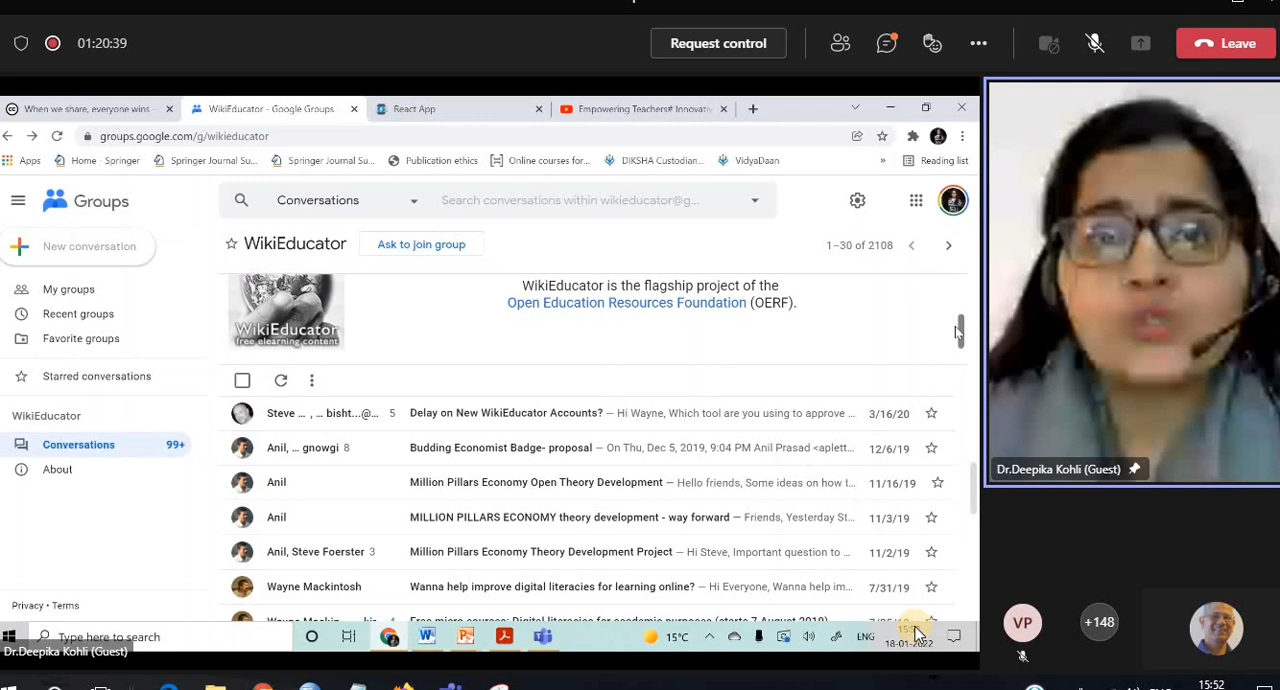 01:20:39
Request control
Leave
When we share, everyone wins
WikiEducator - Google Groups
React App
Empowering Teachers# Innovati
groups.google.com/g/wikieducator
Apps
Home - Springer
Springer Journal Su...
Springer Journal Su...
Publication ethics
Online courses for...
DIKSHA Custodian...
VidyaDaan
»
Reading list
Groups
Conversations
Search conversations within wikieducator@g...
New conversation
WikiEducator
Ask to join group
1–30 of 2108
My groups
Recent groups
Favorite groups
Starred conversations
WikiEducator
Conversations 99+
About
Privacy • Terms
WikiEducator
free elearning content
WikiEducator is the flagship project of the
Open Education Resources Foundation (OERF).
Steve ... , ... bisht...@... 5 Delay on New WikiEducator Accounts? — Hi Wayne, Which tool are you using to approve ... 3/16/20
Anil, ... gnowgi 8 Budding Economist Badge- proposal — On Thu, Dec 5, 2019, 9:04 PM Anil Prasad <aplett... 12/6/19
Anil Million Pillars Economy Open Theory Development — Hello friends, Some ideas on how t... 11/16/19
Anil MILLION PILLARS ECONOMY theory development - way forward — Friends, Yesterday St... 11/3/19
Anil, Steve Foerster 3 Million Pillars Economy Theory Development Project — Hi Steve, Important question to ... 11/2/19
Wayne Mackintosh Wanna help improve digital literacies for learning online? — Hi Everyone, Wanna help im... 7/31/19
Type here to search
15°C
ENG
18-01-2022
Dr.Deepika Kohli (Guest)
Dr.Deepika Kohli (Guest)
VP
+148
15:52